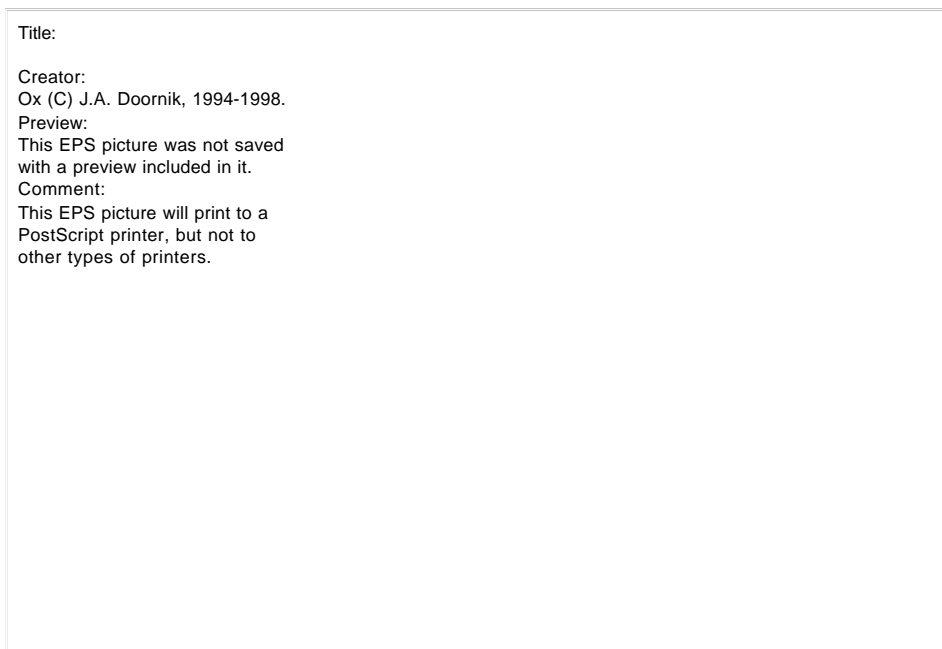 Title:
Creator:
Ox (C) J.A. Doornik, 1994-1998.
Preview:
This EPS picture was not saved
with a preview included in it.
Comment:
This EPS picture will print to a
PostScript printer, but not to
other types of printers.